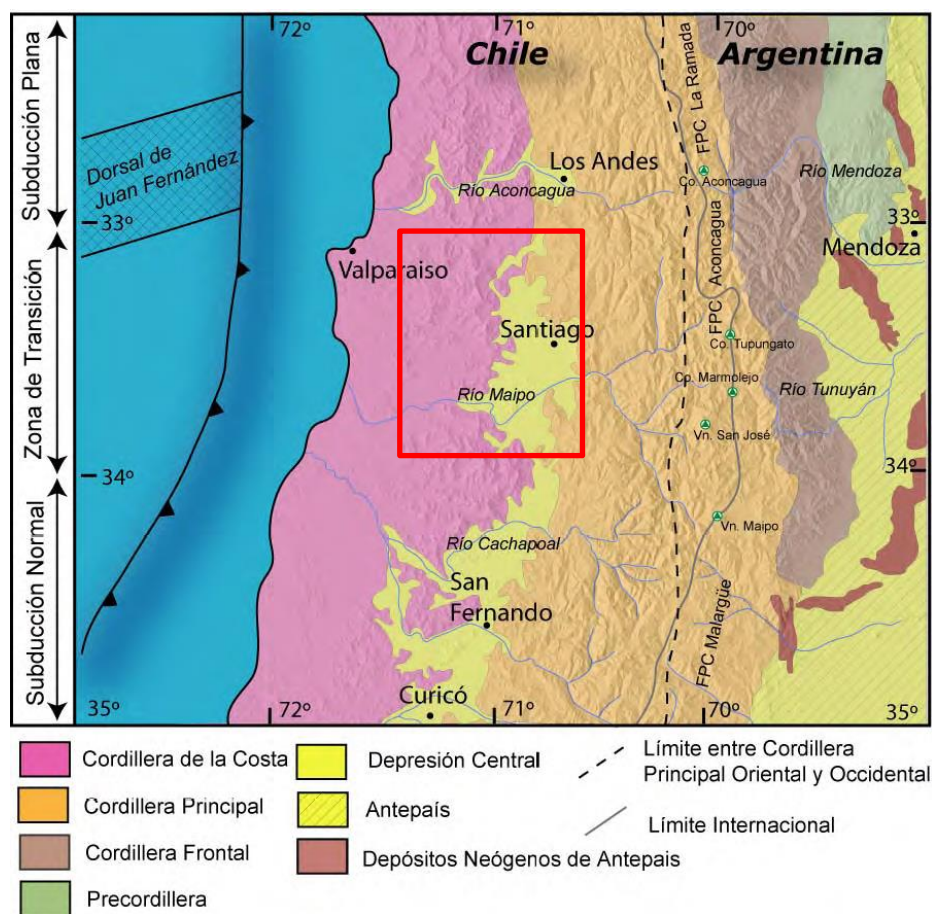 72º
71º
70º
Chile
Argentina
Subducción Plana
Zona de Transición
Subducción Normal
Dorsal de
Juan Fernández
Los Andes
Río Aconcagua
FPC La Ramada
Co. Aconcagua
Río Mendoza
33º
33º
Mendoza
Valparaiso
FPC Aconcagua
Santiago
Co. Tupungato
Río Maipo
Co. Marmolejo
Río Tunuyán
Vn. San José
34º
34º
Vn. Maipo
Río Cachapoal
San
Fernando
FPC Malargüe
Curicó
35º
72º
71º
70º
35º
Cordillera de la Costa
Cordillera Principal
Cordillera Frontal
Precordillera
Depresión Central
Antepaís
Depósitos Neógenos de Antepais
Límite entre Cordillera
Principal Oriental y Occidental
Límite Internacional